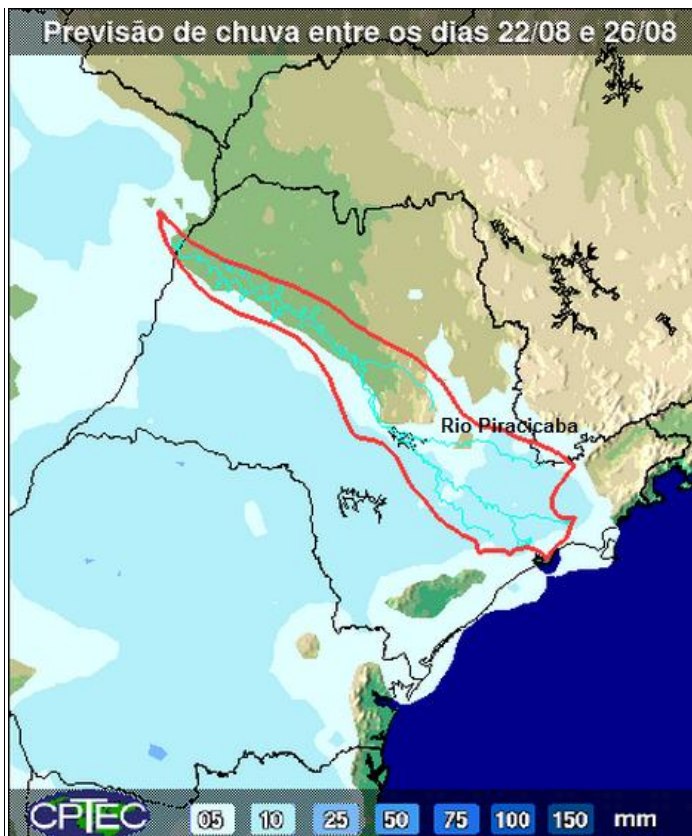 Previsão de chuva entre os dias 22/08 e 26/08
Rio Piracicaba
CPTEC 05 10 25 50 75 100 150 mm